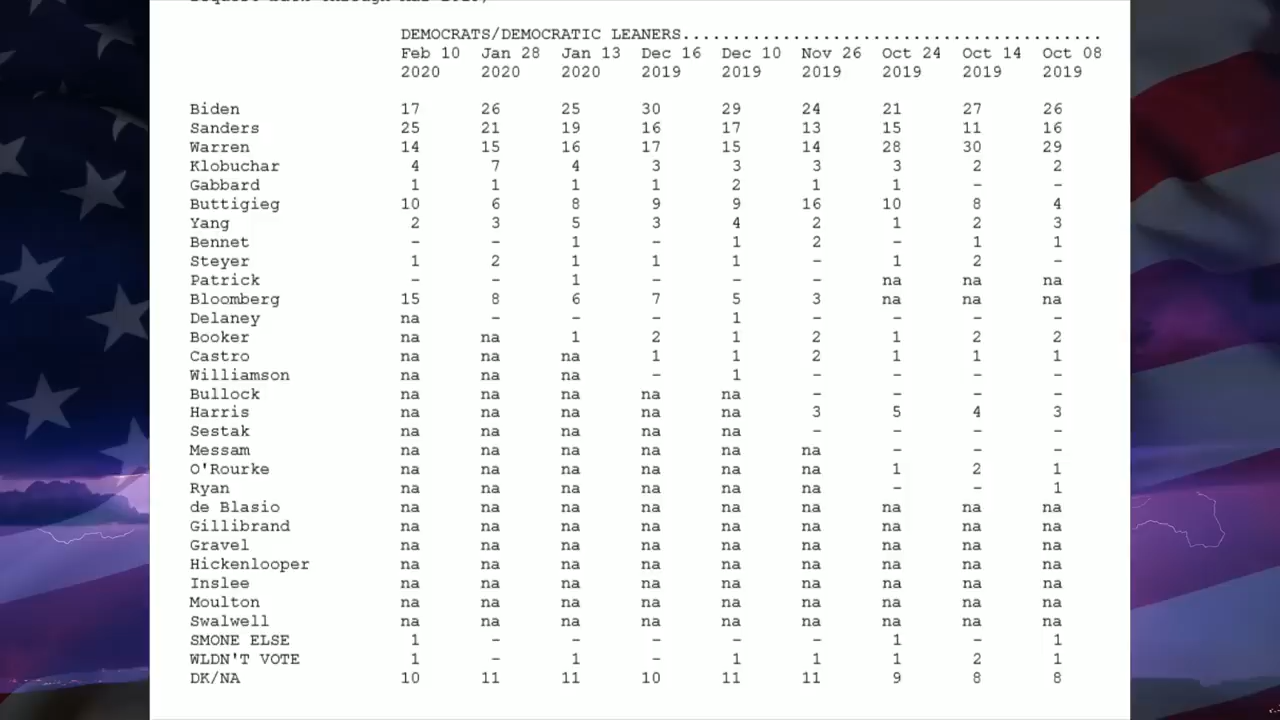 DEMOCRATS/DEMOCRATIC LEANERS..........................................
Feb 10 Jan 28 Jan 13 Dec 16 Dec 10 Nov 26 Oct 24 Oct 14 Oct 08
2020 2020 2020 2019 2019 2019 2019 2019 2019
Biden 17 26 25 30 29 24 21 27 26
Sanders 25 21 19 16 17 13 15 11 16
Warren 14 15 16 17 15 14 28 30 29
Klobuchar 4 7 4 3 3 3 3 2 2
Gabbard 1 1 1 1 2 1 1 - -
Buttigieg 10 6 8 9 9 16 10 8 4
Yang 2 3 5 3 4 2 1 2 3
Bennet - - 1 - 1 2 - 1 1
Steyer 1 2 1 1 1 - 1 2 -
Patrick - - 1 - - - na na na
Bloomberg 15 8 6 7 5 3 na na na
Delaney na - - - 1 - - - -
Booker na na 1 2 1 2 1 2 2
Castro na na na 1 1 2 1 1 1
Williamson na na na - 1 - - - -
Bullock na na na na na - - - -
Harris na na na na na 3 5 4 3
Sestak na na na na na - - - -
Messam na na na na na na - - -
O'Rourke na na na na na na 1 2 1
Ryan na na na na na na - - 1
de Blasio na na na na na na na na na
Gillibrand na na na na na na na na na
Gravel na na na na na na na na na
Hickenlooper na na na na na na na na na
Inslee na na na na na na na na na
Moulton na na na na na na na na na
Swalwell na na na na na na na na na
SMONE ELSE 1 - - - - - 1 - 1
WLDN'T VOTE 1 - 1 - 1 1 1 2 1
DK/NA 10 11 11 10 11 11 9 8 8